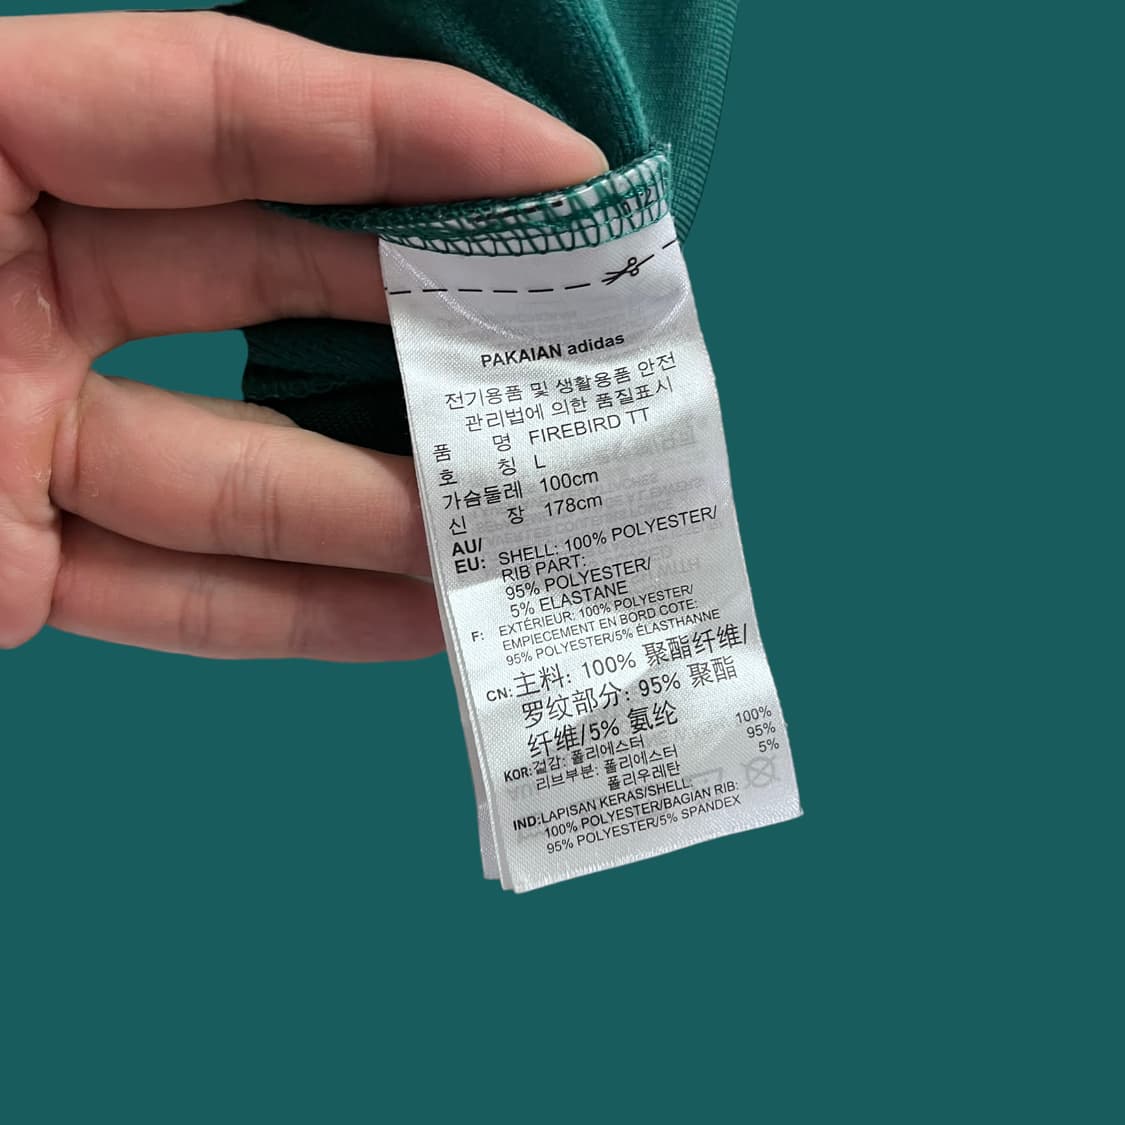 PAKAIAN adidas
전기용품 및 생활용품 안전
관리법에 의한 품질표시
품 명 FIREBIRD TT
호 칭 L
가슴둘레 100cm
신 장 178cm
AU/
EU: SHELL: 100% POLYESTER/
RIB PART:
95% POLYESTER/
5% ELASTANE
F: EXTÉRIEUR: 100% POLYESTER/
EMPIECEMENT EN BORD COTE:
95% POLYESTER/5% ÉLASTHANNE
CN: 主料: 100% 聚酯纤维/
罗纹部分: 95% 聚酯
纤维/5% 氨纶
KOR: 겉감: 폴리에스터 100%
리브부분: 폴리에스터 95%
폴리우레탄 5%
IND: LAPISAN KERAS/SHELL:
100% POLYESTER/BAGIAN RIB:
95% POLYESTER/5% SPANDEX